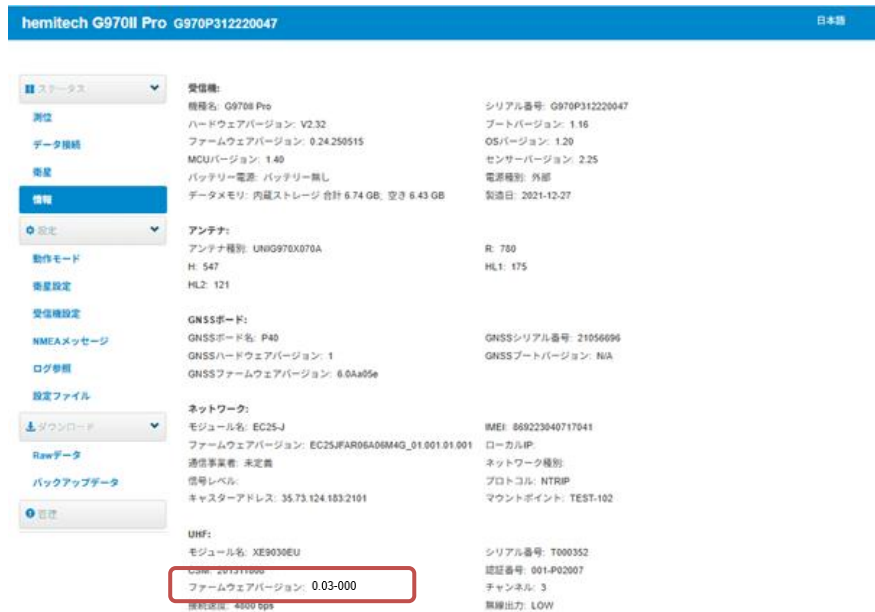 hemitech G970II Pro G970P312220047
日本語
ステータス
測位
データ接続
衛星
情報
設定
動作モード
衛星設定
受信機設定
NMEAメッセージ
ログ参照
設定ファイル
ダウンロード
Rawデータ
バックアップデータ
管理
受信機:
機種名: G970II Pro シリアル番号: G970P312220047
ハードウェアバージョン: V2.32 ブートバージョン: 1.16
ファームウェアバージョン: 0.24.250515 OSバージョン: 1.20
MCUバージョン: 1.40 センサーバージョン: 2.25
バッテリー電源: バッテリー無し 電源種別: 外部
データメモリ: 内蔵ストレージ 合計 6.74 GB; 空き 6.43 GB 製造日: 2021-12-27
アンテナ:
アンテナ種別: UNIG970X070A R: 780
H: 547 HL1: 175
HL2: 121
GNSSボード:
GNSSボード名: P40 GNSSシリアル番号: 21056696
GNSSハードウェアバージョン: 1 GNSSブートバージョン: N/A
GNSSファームウェアバージョン: 6.0Aa05e
ネットワーク:
モジュール名: EC25-J IMEI: 869223040717041
ファームウェアバージョン: EC25JFAR06A06M4G_01.001.01.001 ローカルIP:
通信事業者: 未定義 ネットワーク種別:
信号レベル: プロトコル: NTRIP
キャスターアドレス: 35.73.124.183:2101 マウントポイント: TEST-102
UHF:
モジュール名: XE9030EU シリアル番号: T000352
CSM: 201311008 認証番号: 001-P02007
ファームウェアバージョン: 0.03-000 チャンネル: 3
接続速度: 4800 bps 無線出力: LOW